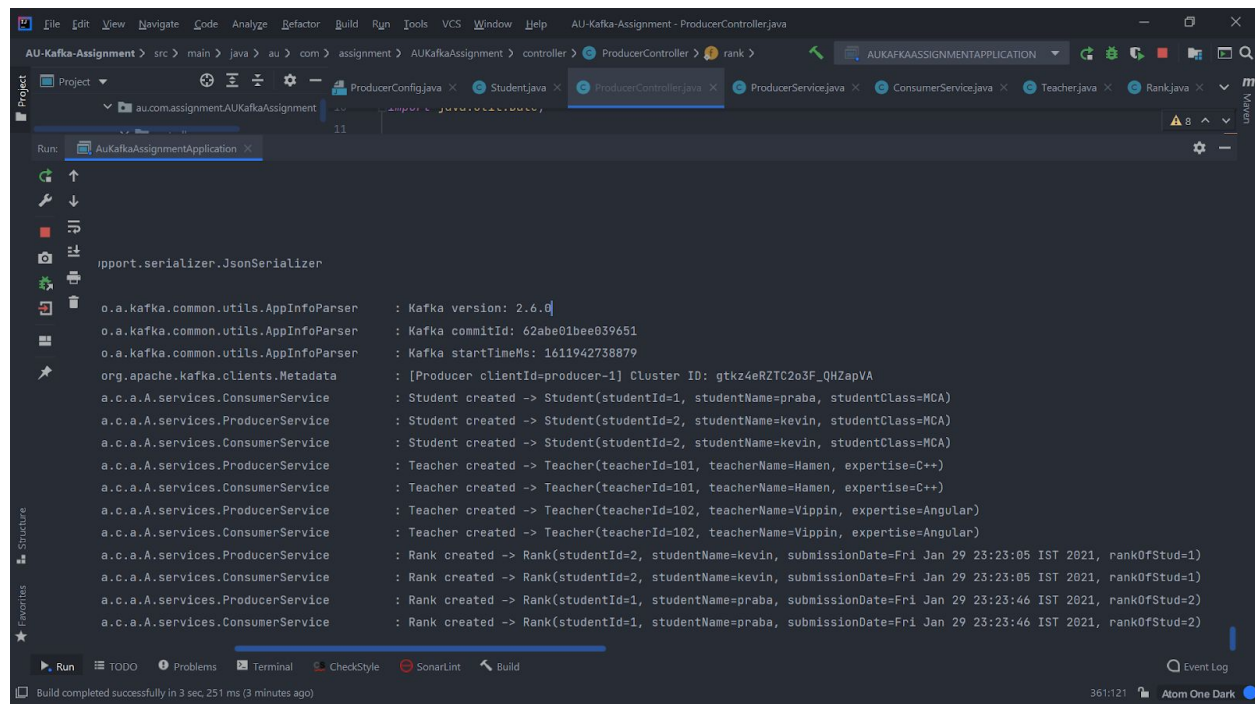 File Edit View Navigate Code Analyze Refactor Build Run Tools VCS Window Help AU-Kafka-Assignment - ProducerController.java
AU-Kafka-Assignment > src > main > java > au > com > assignment > AUKafkaAssignment > controller > ProducerController > rank > AUKAFKAASSIGNMENTAPPLICATION
Project ProducerConfig.java Student.java ProducerController.java ProducerService.java ConsumerService.java Teacher.java Rank.java
Project
Maven
au.com.assignment.AUKafkaAssignment import java.util.Date;
11
8
Run: AuKafkaAssignmentApplication
pport.serializer.JsonSerializer
o.a.kafka.common.utils.AppInfoParser : Kafka version: 2.6.0
o.a.kafka.common.utils.AppInfoParser : Kafka commitId: 62abe01bee039651
o.a.kafka.common.utils.AppInfoParser : Kafka startTimeMs: 1611942738879
org.apache.kafka.clients.Metadata : [Producer clientId=producer-1] Cluster ID: gtkz4eRZTC2o3F_QHZapVA
a.c.a.A.services.ConsumerService : Student created -> Student(studentId=1, studentName=praba, studentClass=MCA)
a.c.a.A.services.ProducerService : Student created -> Student(studentId=2, studentName=kevin, studentClass=MCA)
a.c.a.A.services.ConsumerService : Student created -> Student(studentId=2, studentName=kevin, studentClass=MCA)
a.c.a.A.services.ProducerService : Teacher created -> Teacher(teacherId=101, teacherName=Hamen, expertise=C++)
a.c.a.A.services.ConsumerService : Teacher created -> Teacher(teacherId=101, teacherName=Hamen, expertise=C++)
a.c.a.A.services.ProducerService : Teacher created -> Teacher(teacherId=102, teacherName=Vippin, expertise=Angular)
a.c.a.A.services.ConsumerService : Teacher created -> Teacher(teacherId=102, teacherName=Vippin, expertise=Angular)
a.c.a.A.services.ProducerService : Rank created -> Rank(studentId=2, studentName=kevin, submissionDate=Fri Jan 29 23:23:05 IST 2021, rankOfStud=1)
a.c.a.A.services.ConsumerService : Rank created -> Rank(studentId=2, studentName=kevin, submissionDate=Fri Jan 29 23:23:05 IST 2021, rankOfStud=1)
a.c.a.A.services.ProducerService : Rank created -> Rank(studentId=1, studentName=praba, submissionDate=Fri Jan 29 23:23:46 IST 2021, rankOfStud=2)
a.c.a.A.services.ConsumerService : Rank created -> Rank(studentId=1, studentName=praba, submissionDate=Fri Jan 29 23:23:46 IST 2021, rankOfStud=2)
Structure
Favorites
Run TODO Problems Terminal CheckStyle SonarLint Build Event Log
Build completed successfully in 3 sec, 251 ms (3 minutes ago) 361:121 Atom One Dark